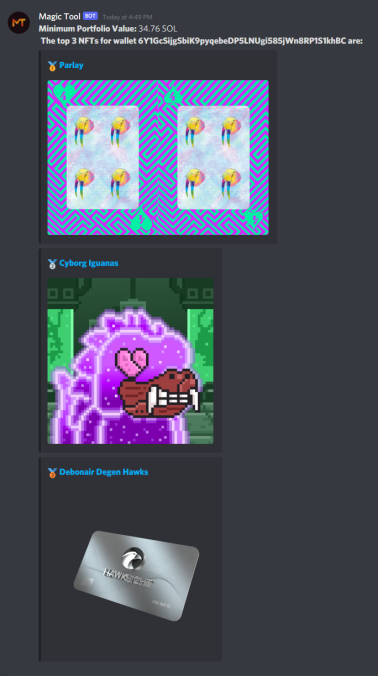 MT
Magic Tool BOT Today at 4:49 PM
Minimum Portfolio Value: 34.76 SOL
The top 3 NFTs for wallet 6Y1GcSijgSbiK9pyqebeDP5LNUgi585jWn8RP1S1khBC are:
Parlay
Cyborg Iguanas
Debonair Degen Hawks